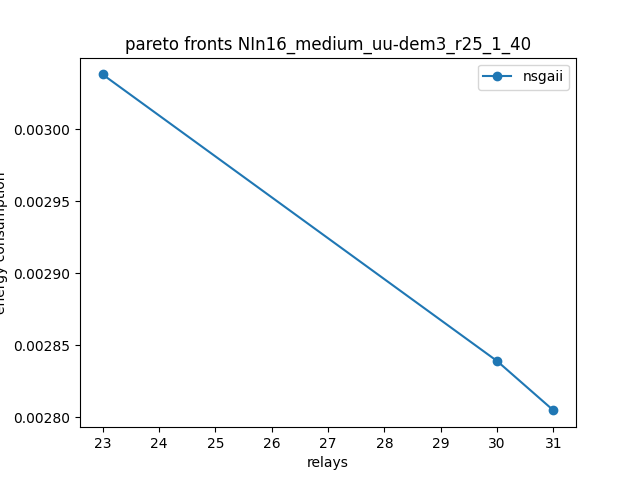 pareto fronts NIn16_medium_uu-dem3_r25_1_40
nsgaii
0.00300
0.00295
0.00290
0.00285
0.00280
energy consumption
23 24 25 26 27 28 29 30 31
relays